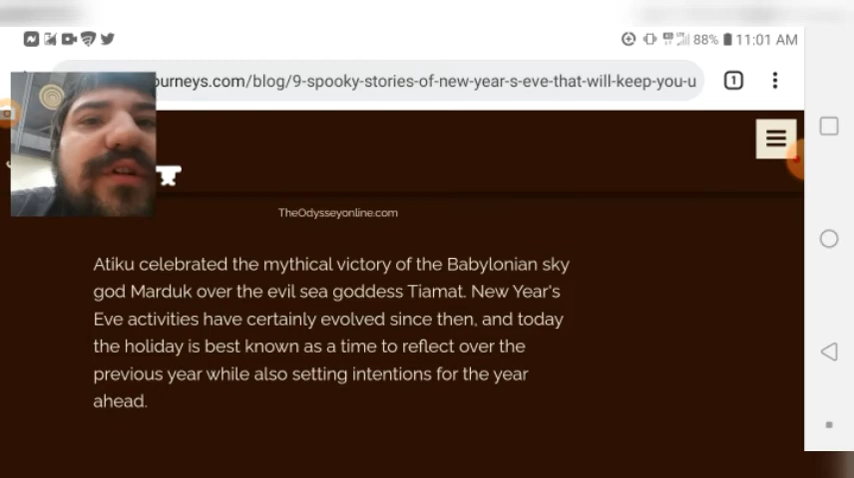 88% 11:01 AM
ourneys.com/blog/9-spooky-stories-of-new-year-s-eve-that-will-keep-you-u
1
TheOdysseyonline.com
Atiku celebrated the mythical victory of the Babylonian sky
god Marduk over the evil sea goddess Tiamat. New Year's
Eve activities have certainly evolved since then, and today
the holiday is best known as a time to reflect over the
previous year while also setting intentions for the year
ahead.